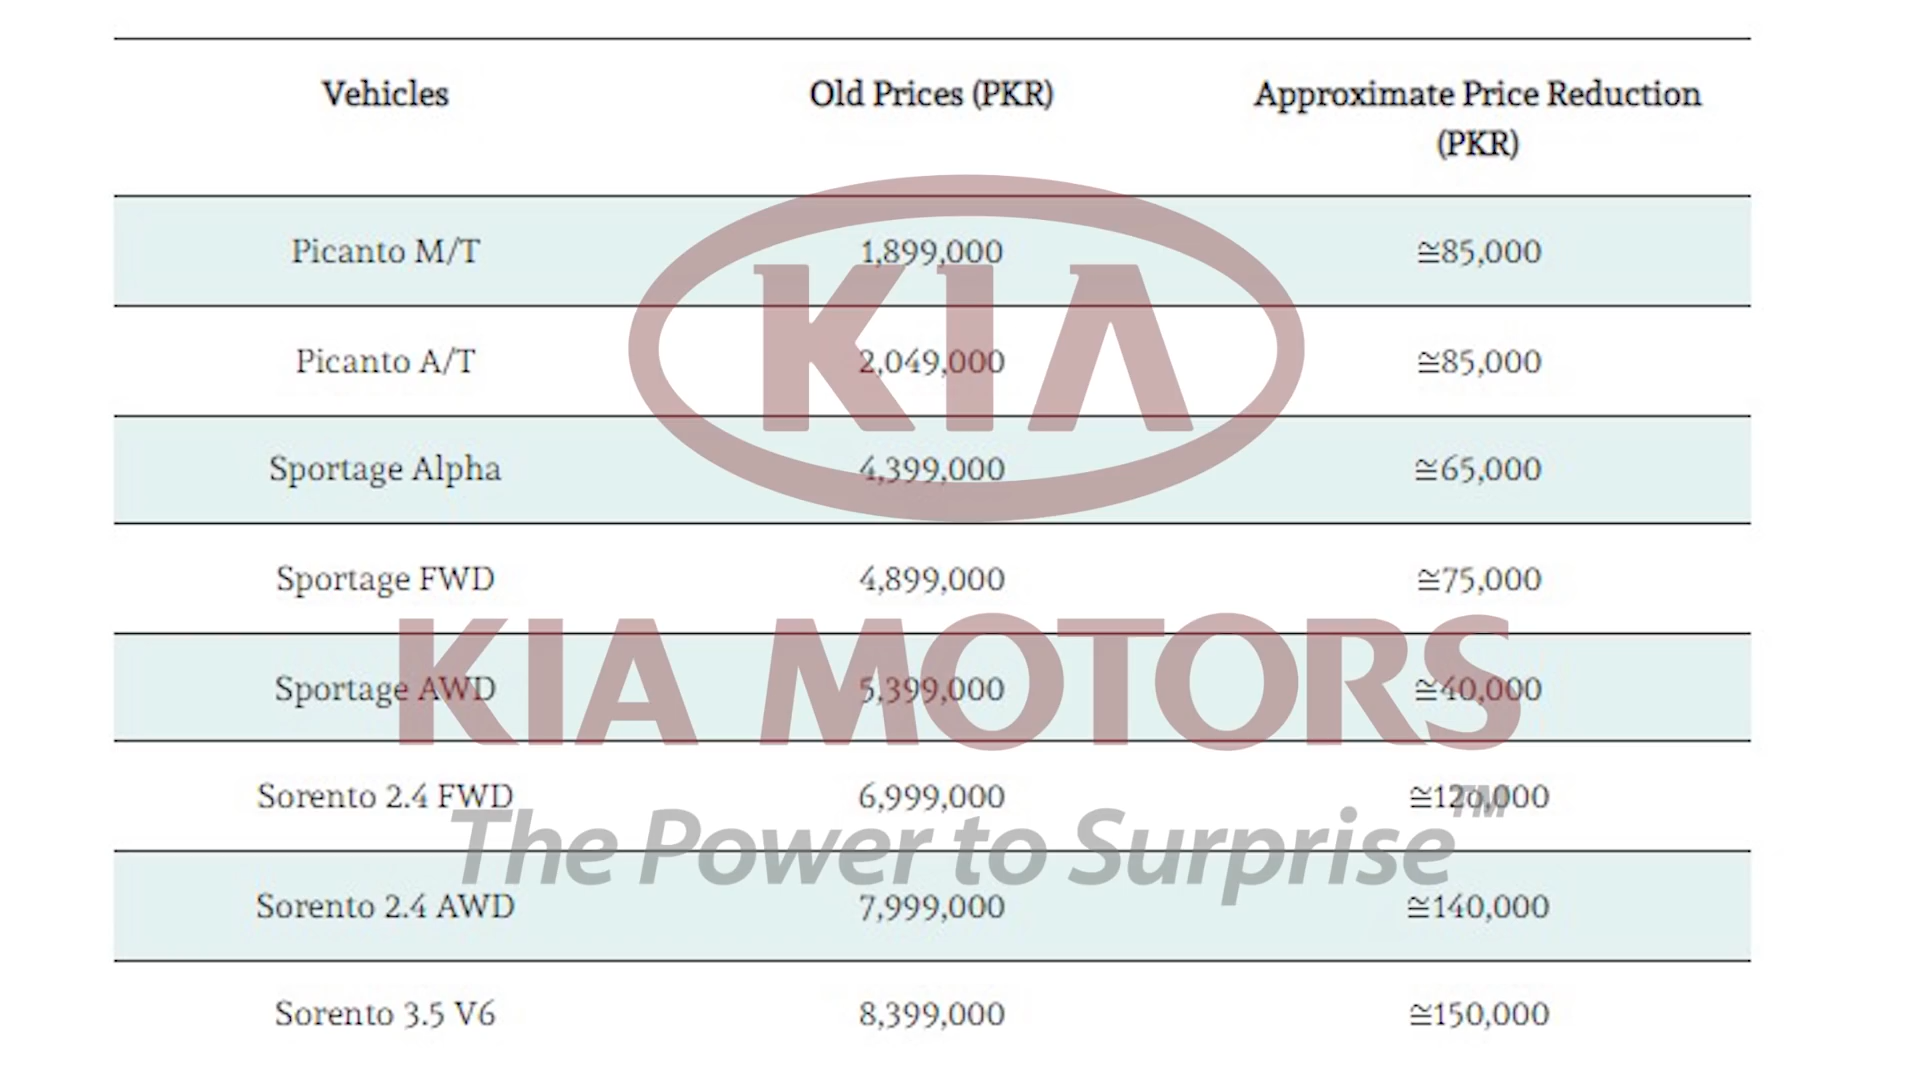 Vehicles Old Prices (PKR) Approximate Price Reduction
(PKR)
Picanto M/T 1,899,000 ≅85,000
KIA
Picanto A/T 2,049,000 ≅85,000
Sportage Alpha 4,399,000 ≅65,000
Sportage FWD 4,899,000 ≅75,000
KIA MOTORS
Sportage AWD 5,399,000 ≅40,000
Sorento 2.4 FWD 6,999,000 ≅120,000
The Power to Surprise™
Sorento 2.4 AWD 7,999,000 ≅140,000
Sorento 3.5 V6 8,399,000 ≅150,000